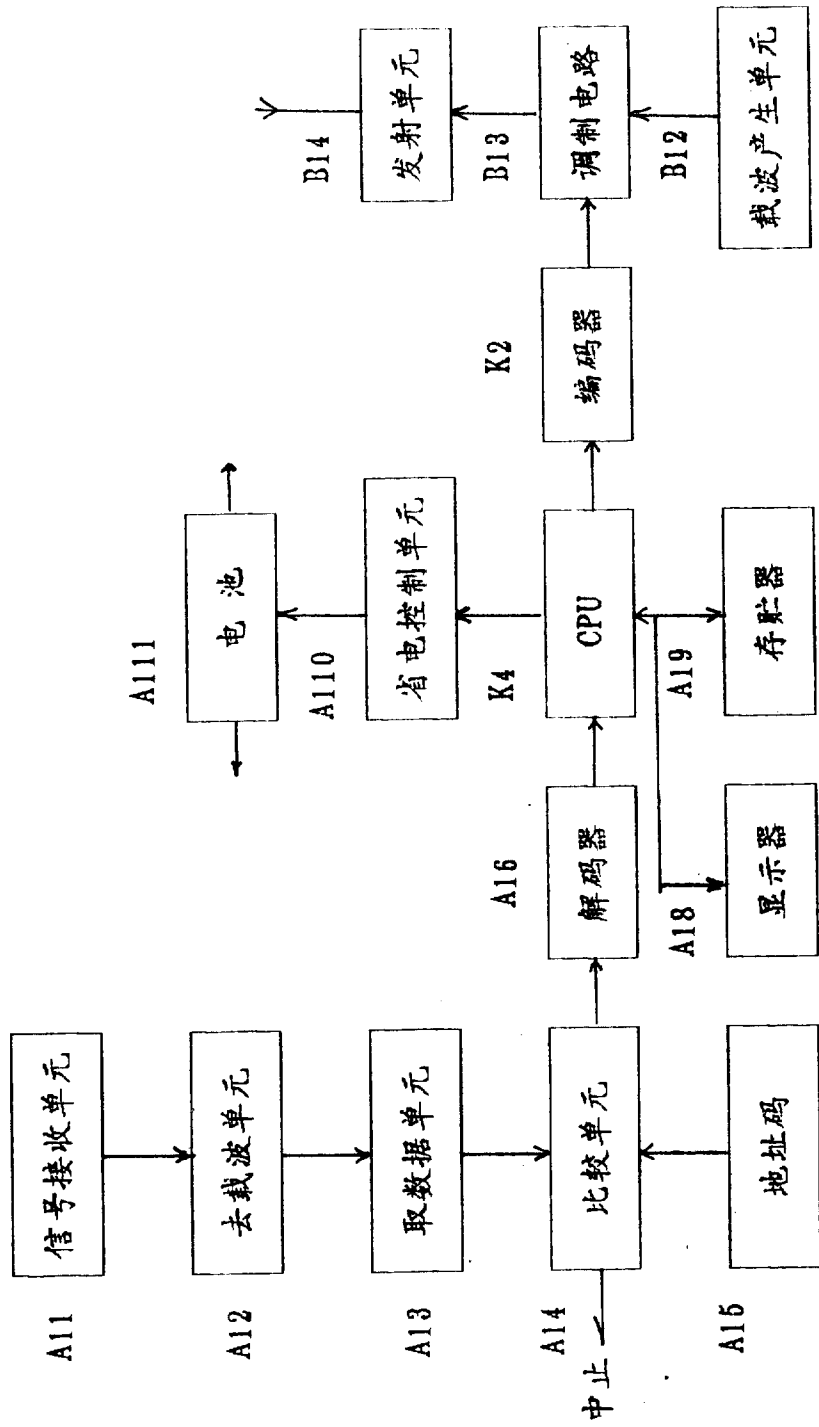 A11
信号接收单元
A12
去载波单元
A13
取数据单元
A14
比较单元
中止
A15
地址码
A16
解码器
A18
显示器
A111
电池
A110
省电控制单元
K4
CPU
A19
存贮器
K2
编码器
B14
发射单元
B13
调制电路
B12
载波产生单元